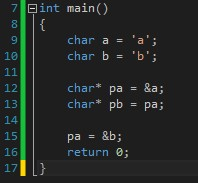 7 int main()
8 {
9 char a = 'a';
10 char b = 'b';
11
12 char* pa = &a;
13 char* pb = pa;
14
15 pa = &b;
16 return 0;
17 }